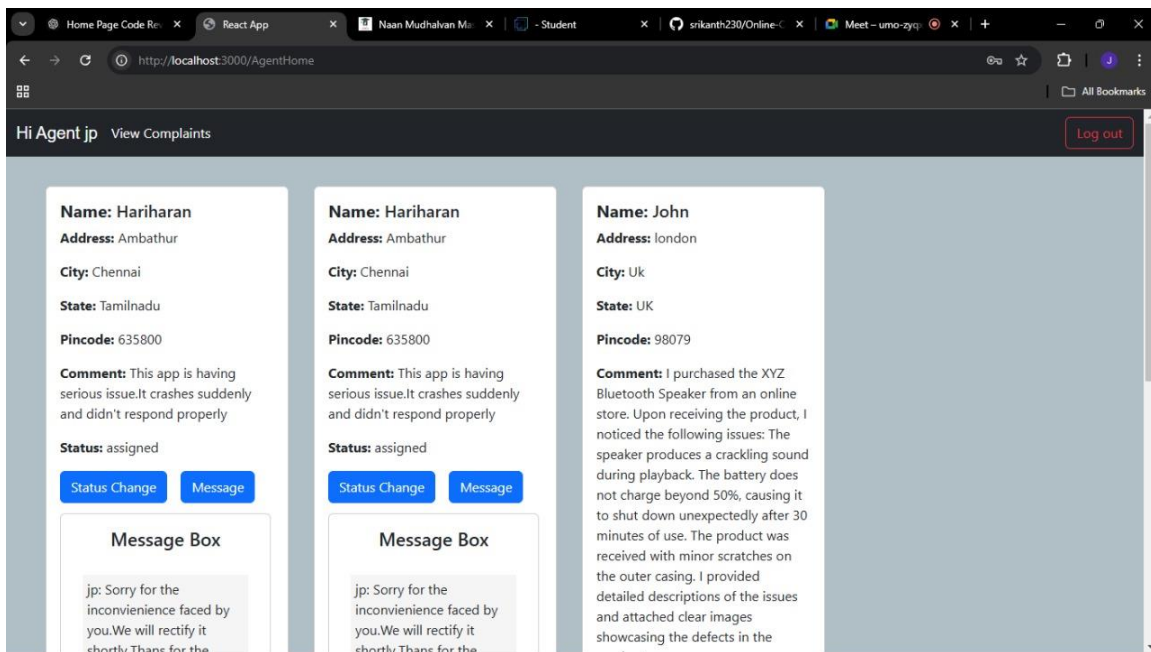 Home Page Code Rev
React App
Naan Mudhalvan Ma
- Student
srikanth230/Online-C
Meet – umo-zyq
http://localhost:3000/AgentHome
J
All Bookmarks
Hi Agent jp View Complaints
Log out
Name: Hariharan
Address: Ambathur
City: Chennai
State: Tamilnadu
Pincode: 635800
Comment: This app is having
serious issue.It crashes suddenly
and didn't respond properly
Status: assigned
Status Change Message
Message Box
jp: Sorry for the
inconvienience faced by
you.We will rectify it
shortly.Thans for the
Name: Hariharan
Address: Ambathur
City: Chennai
State: Tamilnadu
Pincode: 635800
Comment: This app is having
serious issue.It crashes suddenly
and didn't respond properly
Status: assigned
Status Change Message
Message Box
jp: Sorry for the
inconvienience faced by
you.We will rectify it
shortly.Thans for the
Name: John
Address: london
City: Uk
State: UK
Pincode: 98079
Comment: I purchased the XYZ
Bluetooth Speaker from an online
store. Upon receiving the product, I
noticed the following issues: The
speaker produces a crackling sound
during playback. The battery does
not charge beyond 50%, causing it
to shut down unexpectedly after 30
minutes of use. The product was
received with minor scratches on
the outer casing. I provided
detailed descriptions of the issues
and attached clear images
showcasing the defects in the